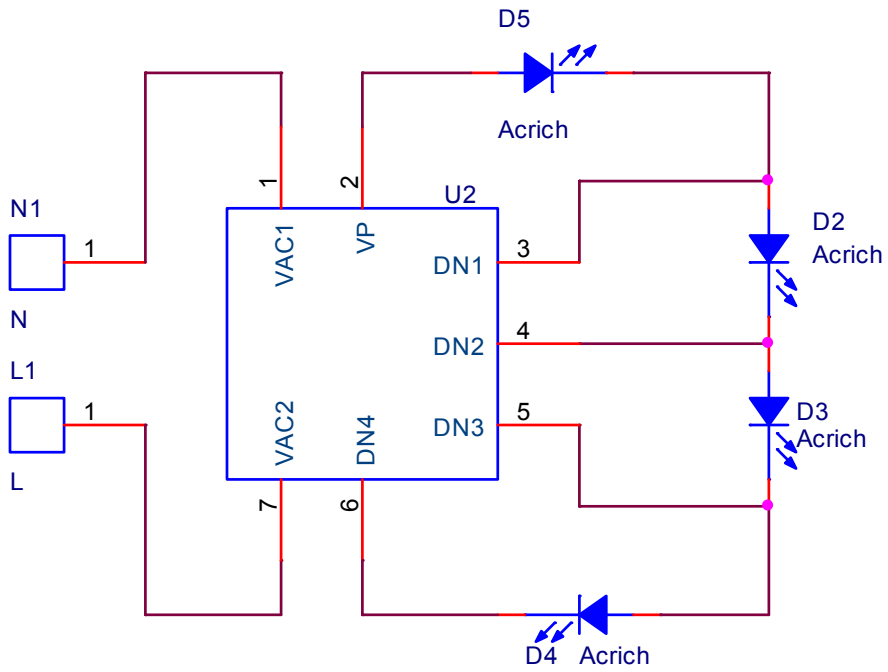 D5
Acrich
1
2
U2
N1
1
N
VAC1
VP
DN1
3
D2
Acrich
DN2
4
L1
1
L
VAC2
DN4
DN3
5
D3
Acrich
7
6
D4
Acrich